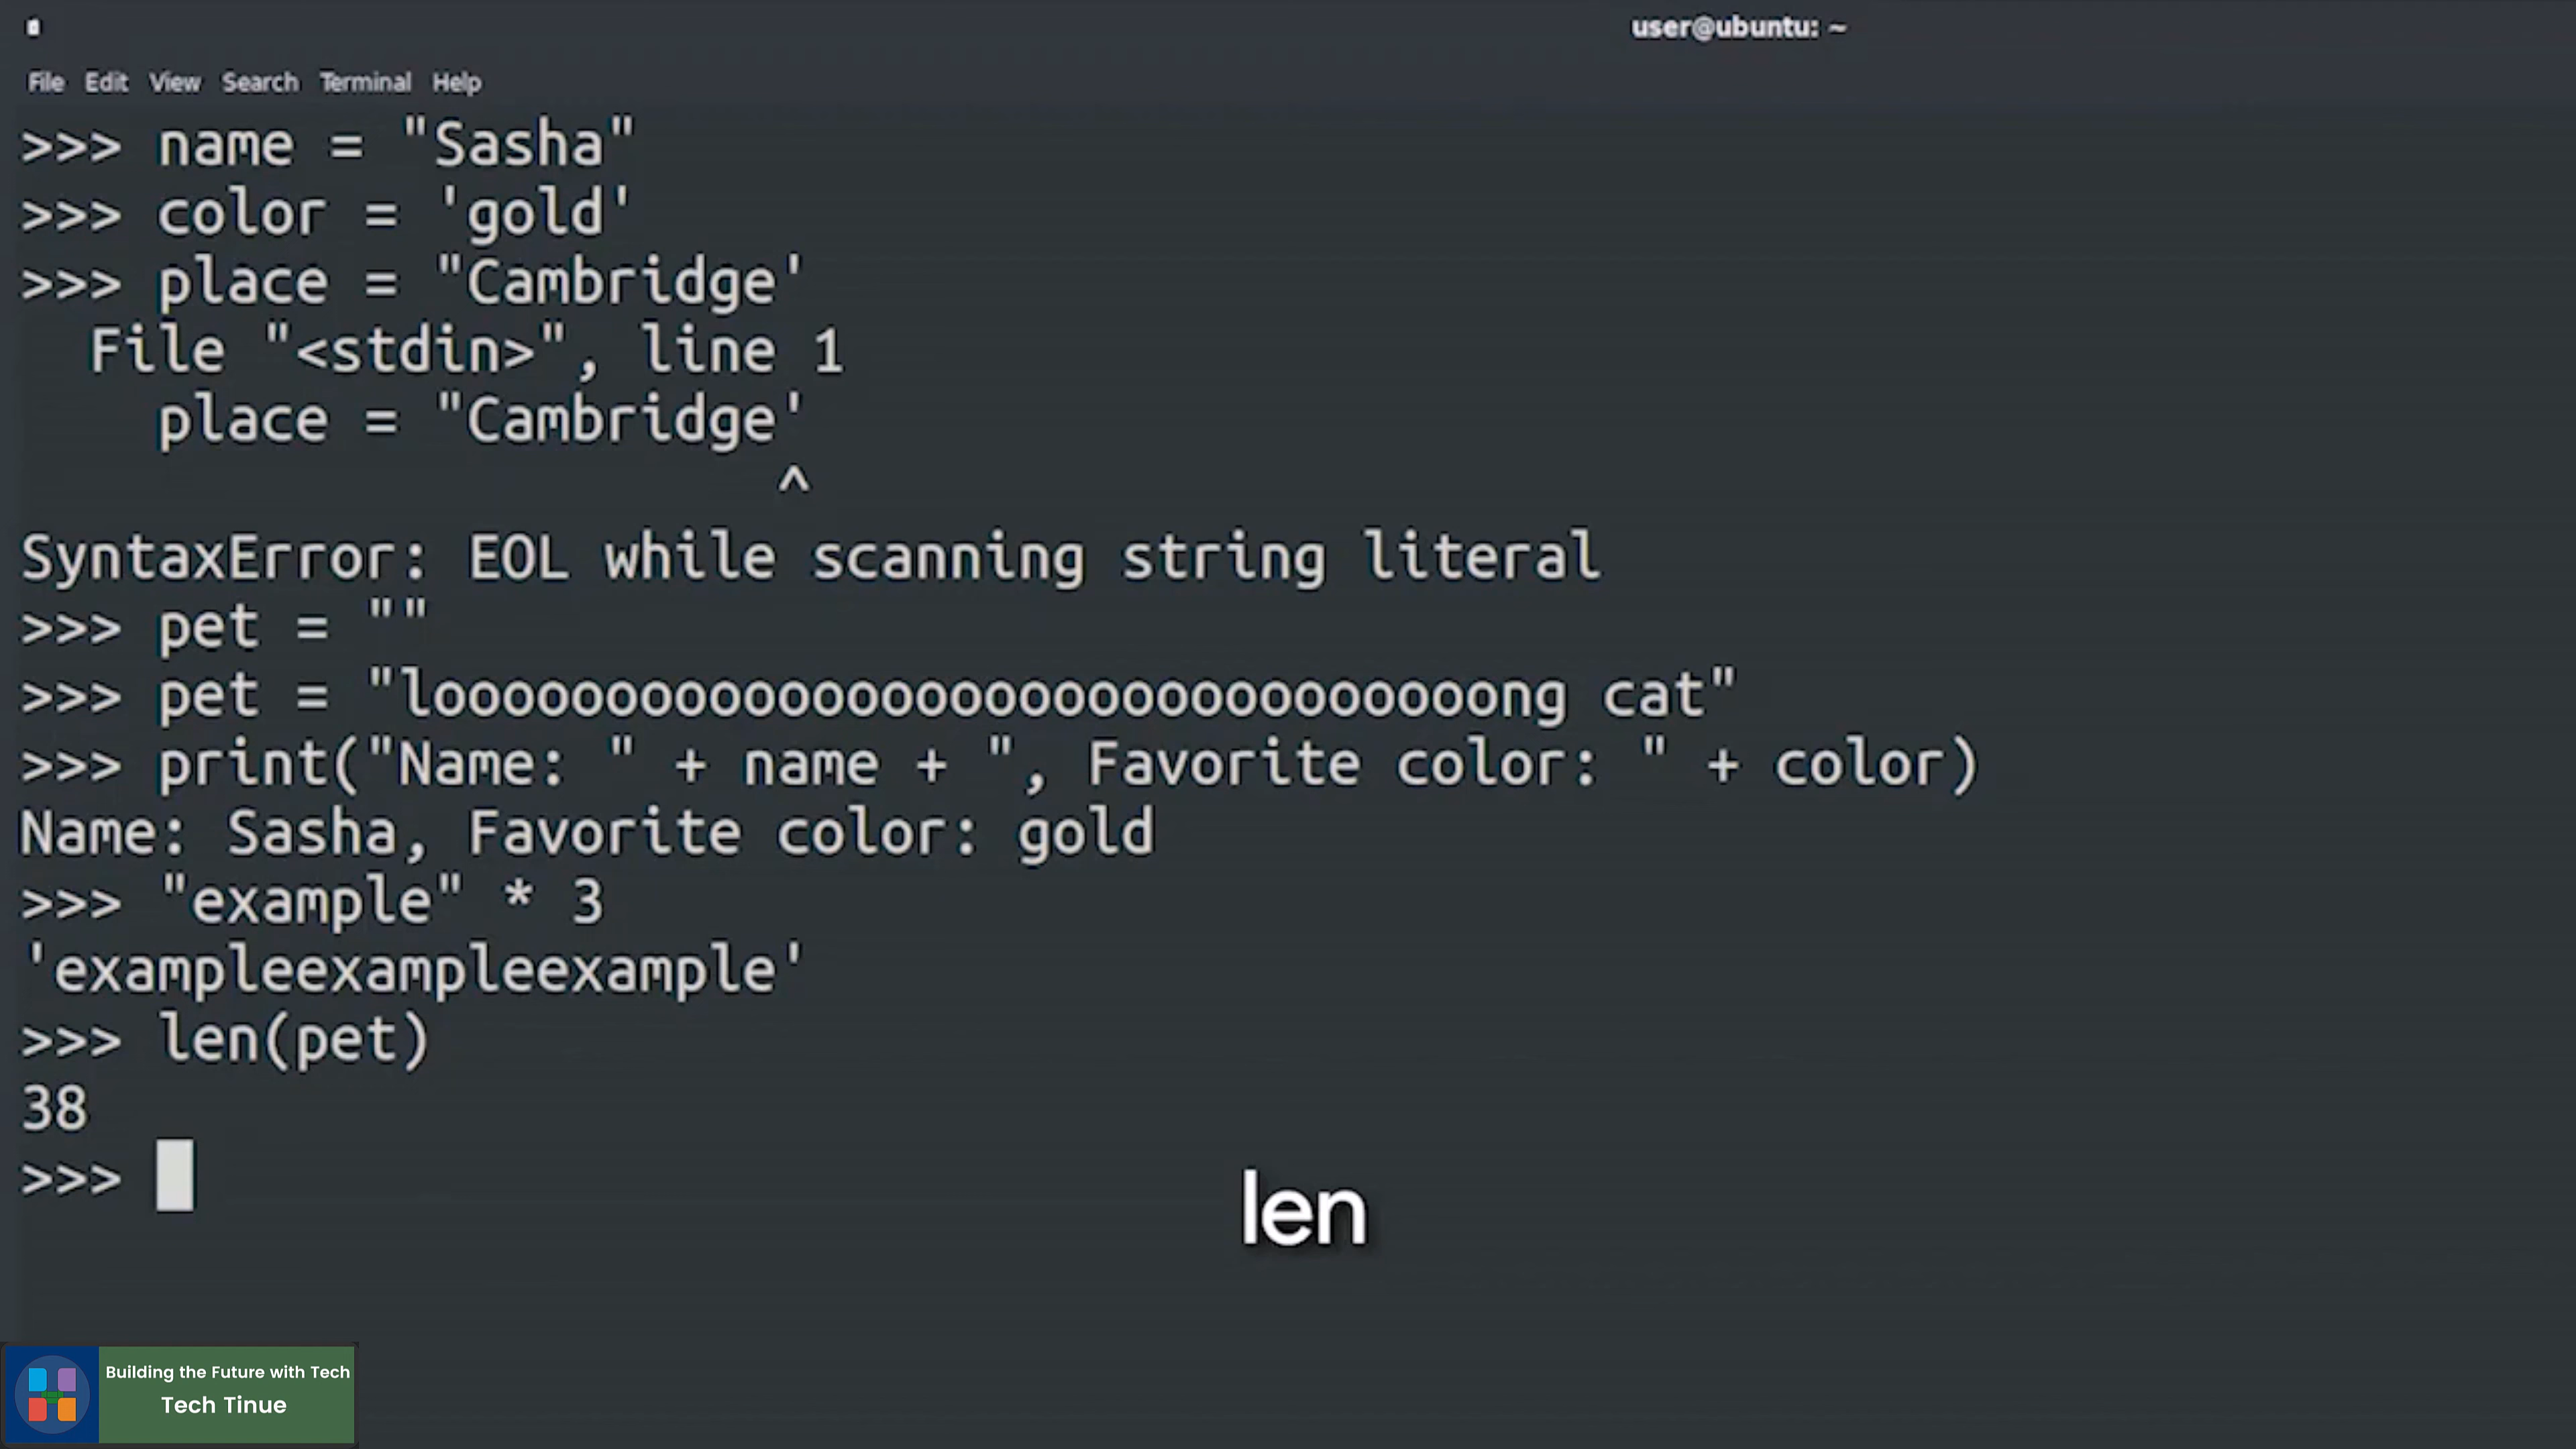 user@ubuntu: ~
File Edit View Search Terminal Help
>>> name = "Sasha"
>>> color = 'gold'
>>> place = "Cambridge'
File "<stdin>", line 1
place = "Cambridge'
^
SyntaxError: EOL while scanning string literal
>>> pet = ""
>>> pet = "looooooooooooooooooooooooooooooong cat"
>>> print("Name: " + name + ", Favorite color: " + color)
Name: Sasha, Favorite color: gold
>>> "example" * 3
'exampleexampleexample'
>>> len(pet)
38
>>>
len
Building the Future with Tech
Tech Tinue